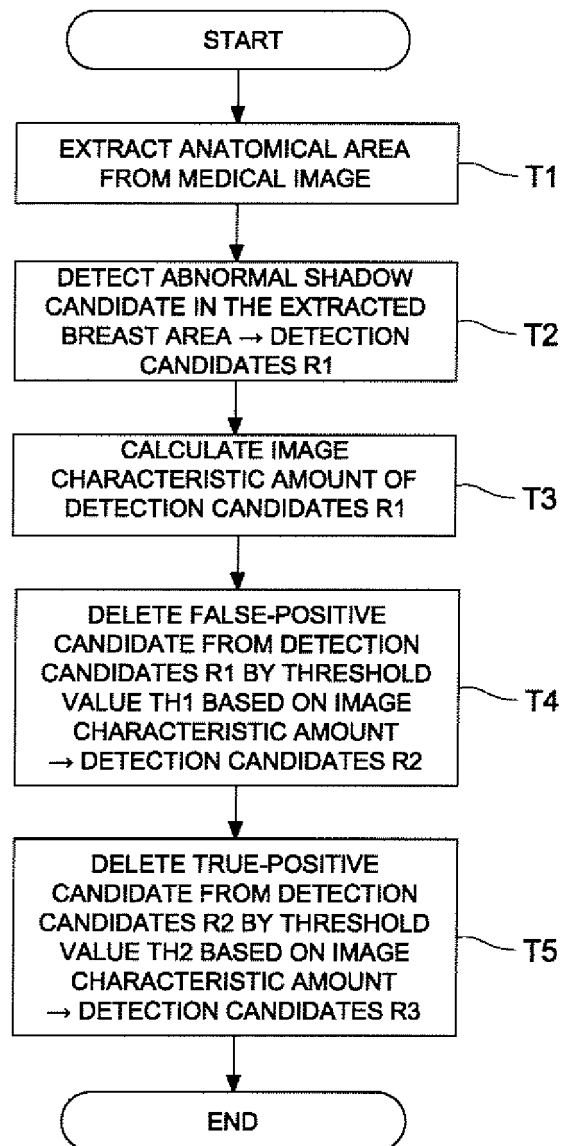 START
EXTRACT ANATOMICAL AREA
FROM MEDICAL IMAGE
T1
DETECT ABNORMAL SHADOW
CANDIDATE IN THE EXTRACTED
BREAST AREA → DETECTION
CANDIDATES R1
T2
CALCULATE IMAGE
CHARACTERISTIC AMOUNT OF
DETECTION CANDIDATES R1
T3
DELETE FALSE-POSITIVE
CANDIDATE FROM DETECTION
CANDIDATES R1 BY THRESHOLD
VALUE TH1 BASED ON IMAGE
CHARACTERISTIC AMOUNT
→ DETECTION CANDIDATES R2
T4
DELETE TRUE-POSITIVE
CANDIDATE FROM DETECTION
CANDIDATES R2 BY THRESHOLD
VALUE TH2 BASED ON IMAGE
CHARACTERISTIC AMOUNT
→ DETECTION CANDIDATES R3
T5
END